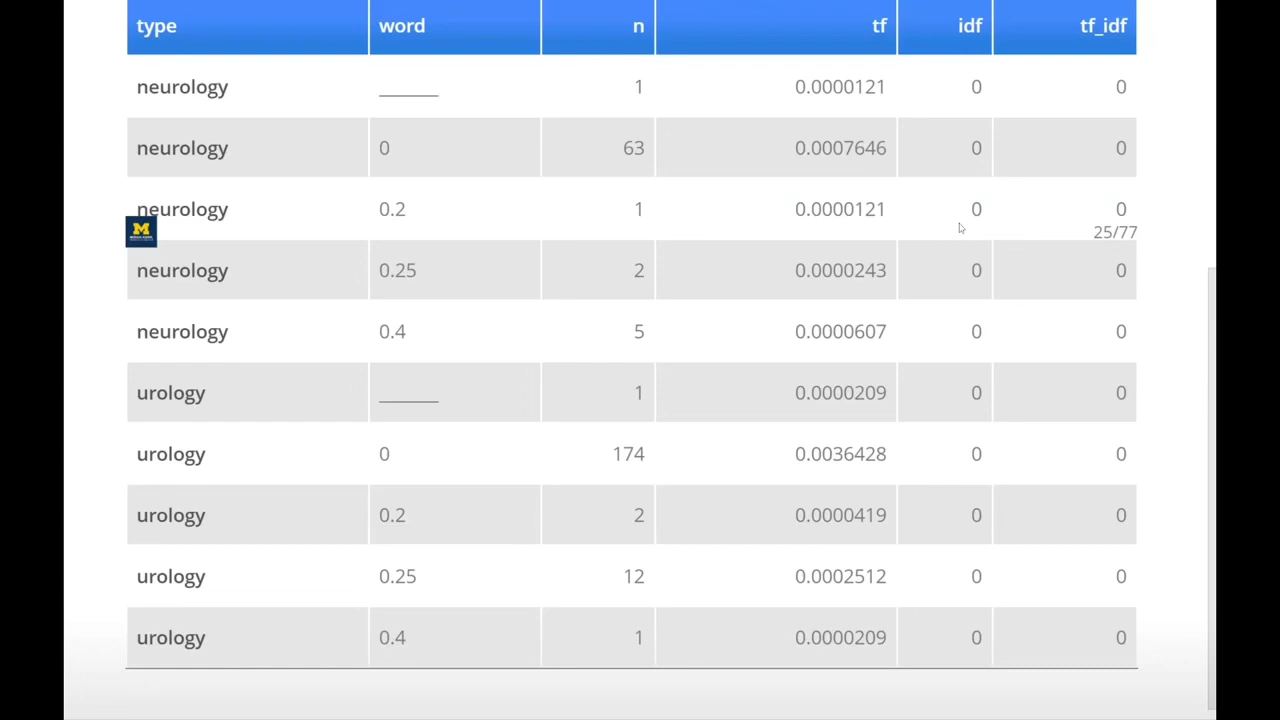 type word n tf idf tf_idf
neurology _______ 1 0.0000121 0 0
neurology 0 63 0.0007646 0 0
neurology 0.2 1 0.0000121 0 0
25/77
neurology 0.25 2 0.0000243 0 0
neurology 0.4 5 0.0000607 0 0
urology _______ 1 0.0000209 0 0
urology 0 174 0.0036428 0 0
urology 0.2 2 0.0000419 0 0
urology 0.25 12 0.0002512 0 0
urology 0.4 1 0.0000209 0 0